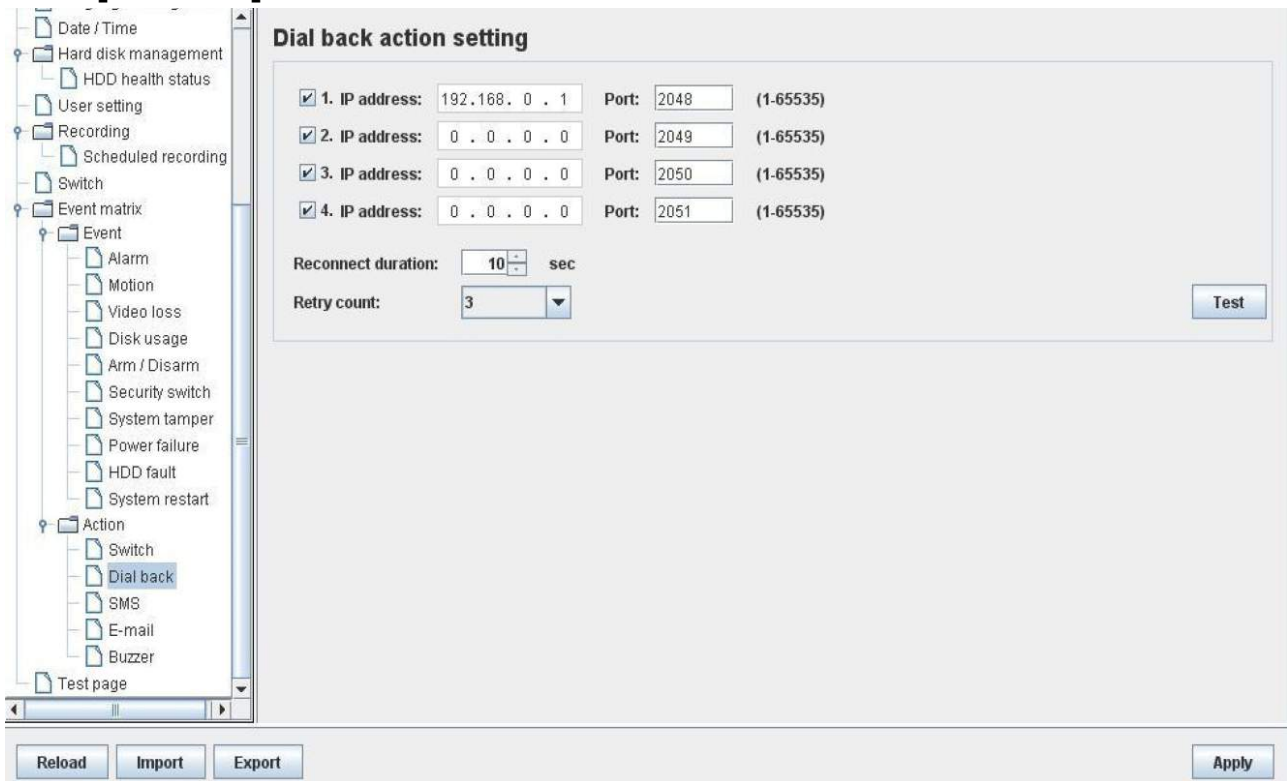 Date / Time
Hard disk management
HDD health status
User setting
Recording
Scheduled recording
Switch
Event matrix
Event
Alarm
Motion
Video loss
Disk usage
Arm / Disarm
Security switch
System tamper
Power failure
HDD fault
System restart
Action
Switch
Dial back
SMS
E-mail
Buzzer
Test page
Dial back action setting
1. IP address: 192.168. 0 . 1 Port: 2048 (1-65535)
2. IP address: 0 . 0 . 0 . 0 Port: 2049 (1-65535)
3. IP address: 0 . 0 . 0 . 0 Port: 2050 (1-65535)
4. IP address: 0 . 0 . 0 . 0 Port: 2051 (1-65535)
Reconnect duration: 10 sec
Retry count: 3
Test
Reload Import Export Apply